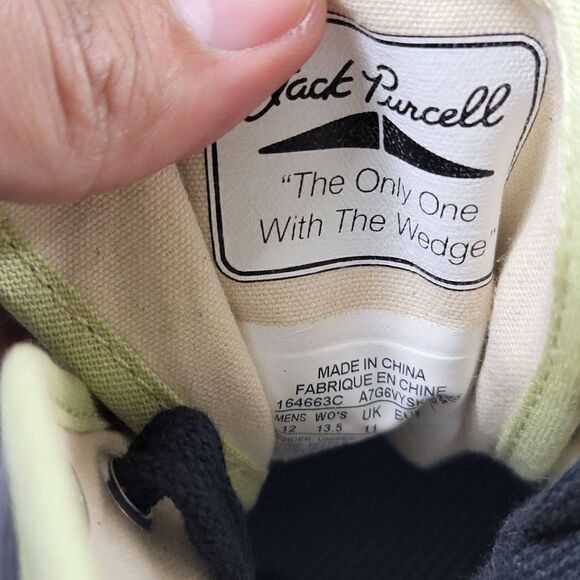 Jack Purcell
"The Only One
With The Wedge"
MADE IN CHINA
FABRIQUE EN CHINE
164663C
MENS WO'S UK
12 13.5 11